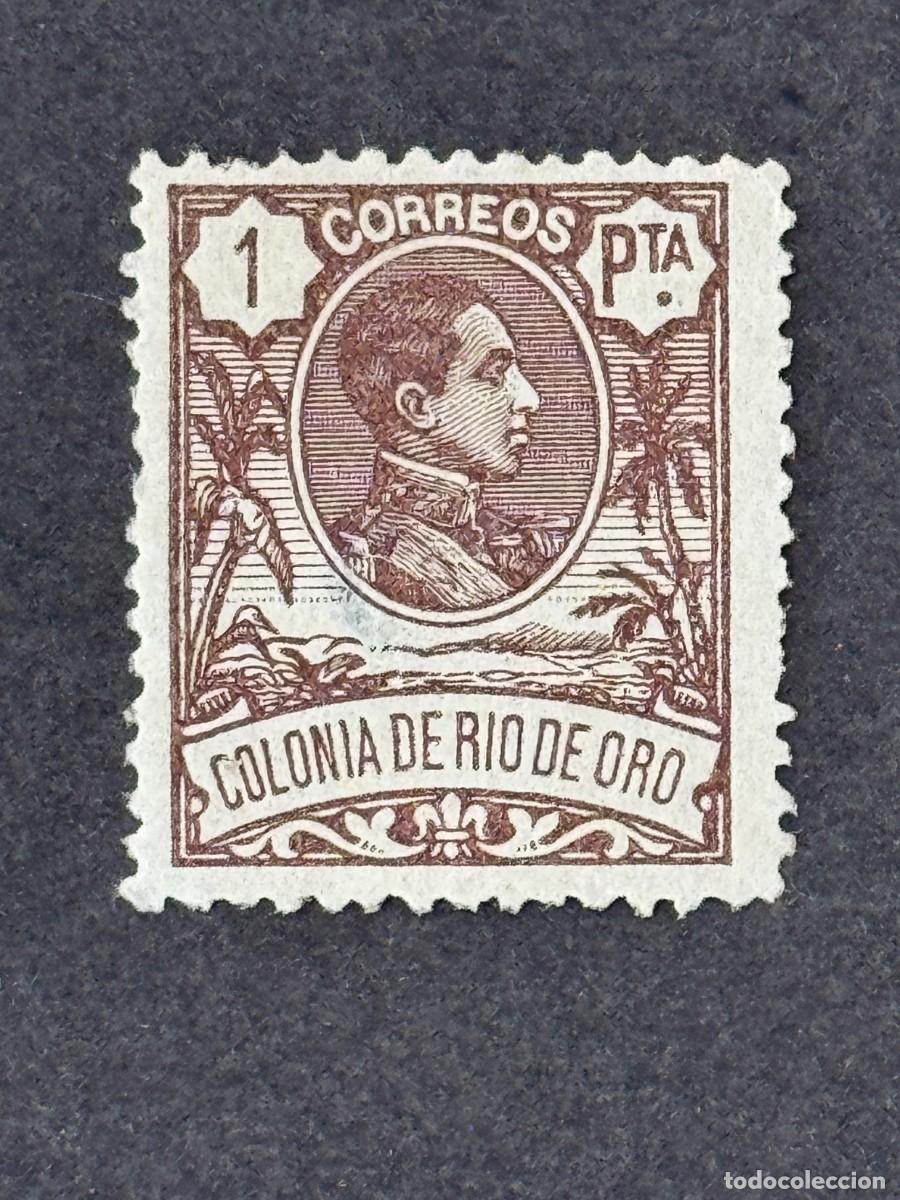 CORREOS
1 PTA.
COLONIA DE RIO DE ORO
todocoleccion